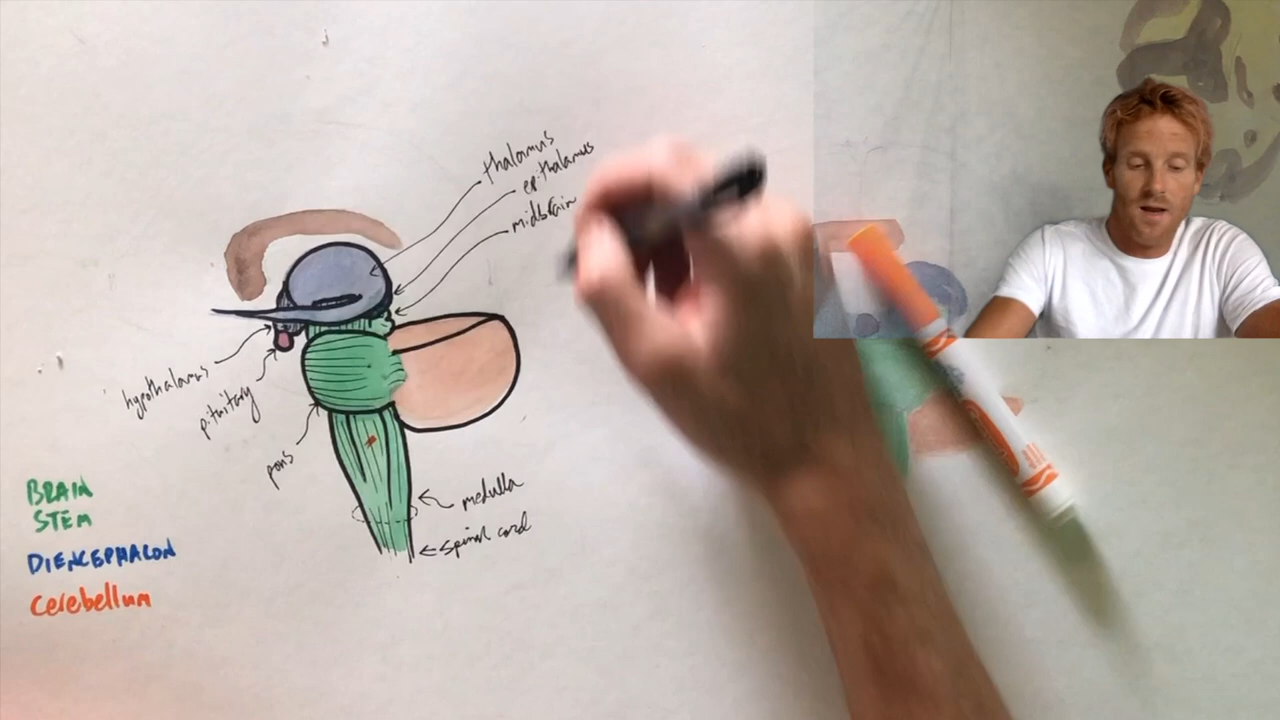 thalamus
epithalamus
midbrain
hypothalamus
pituitary
pons
medulla
spinal cord
BRAIN
STEM
DIENCEPHALON
Cerebellum